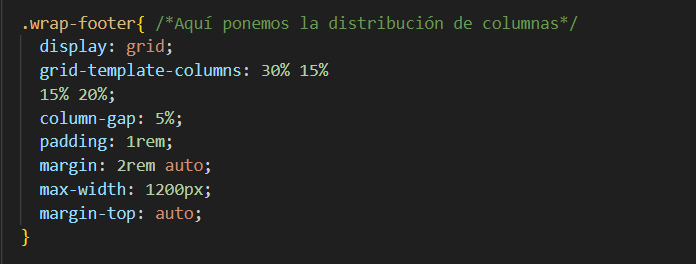 .wrap-footer{ /*Aquí ponemos la distribución de columnas*/
display: grid;
grid-template-columns: 30% 15%
15% 20%;
column-gap: 5%;
padding: 1rem;
margin: 2rem auto;
max-width: 1200px;
margin-top: auto;
}